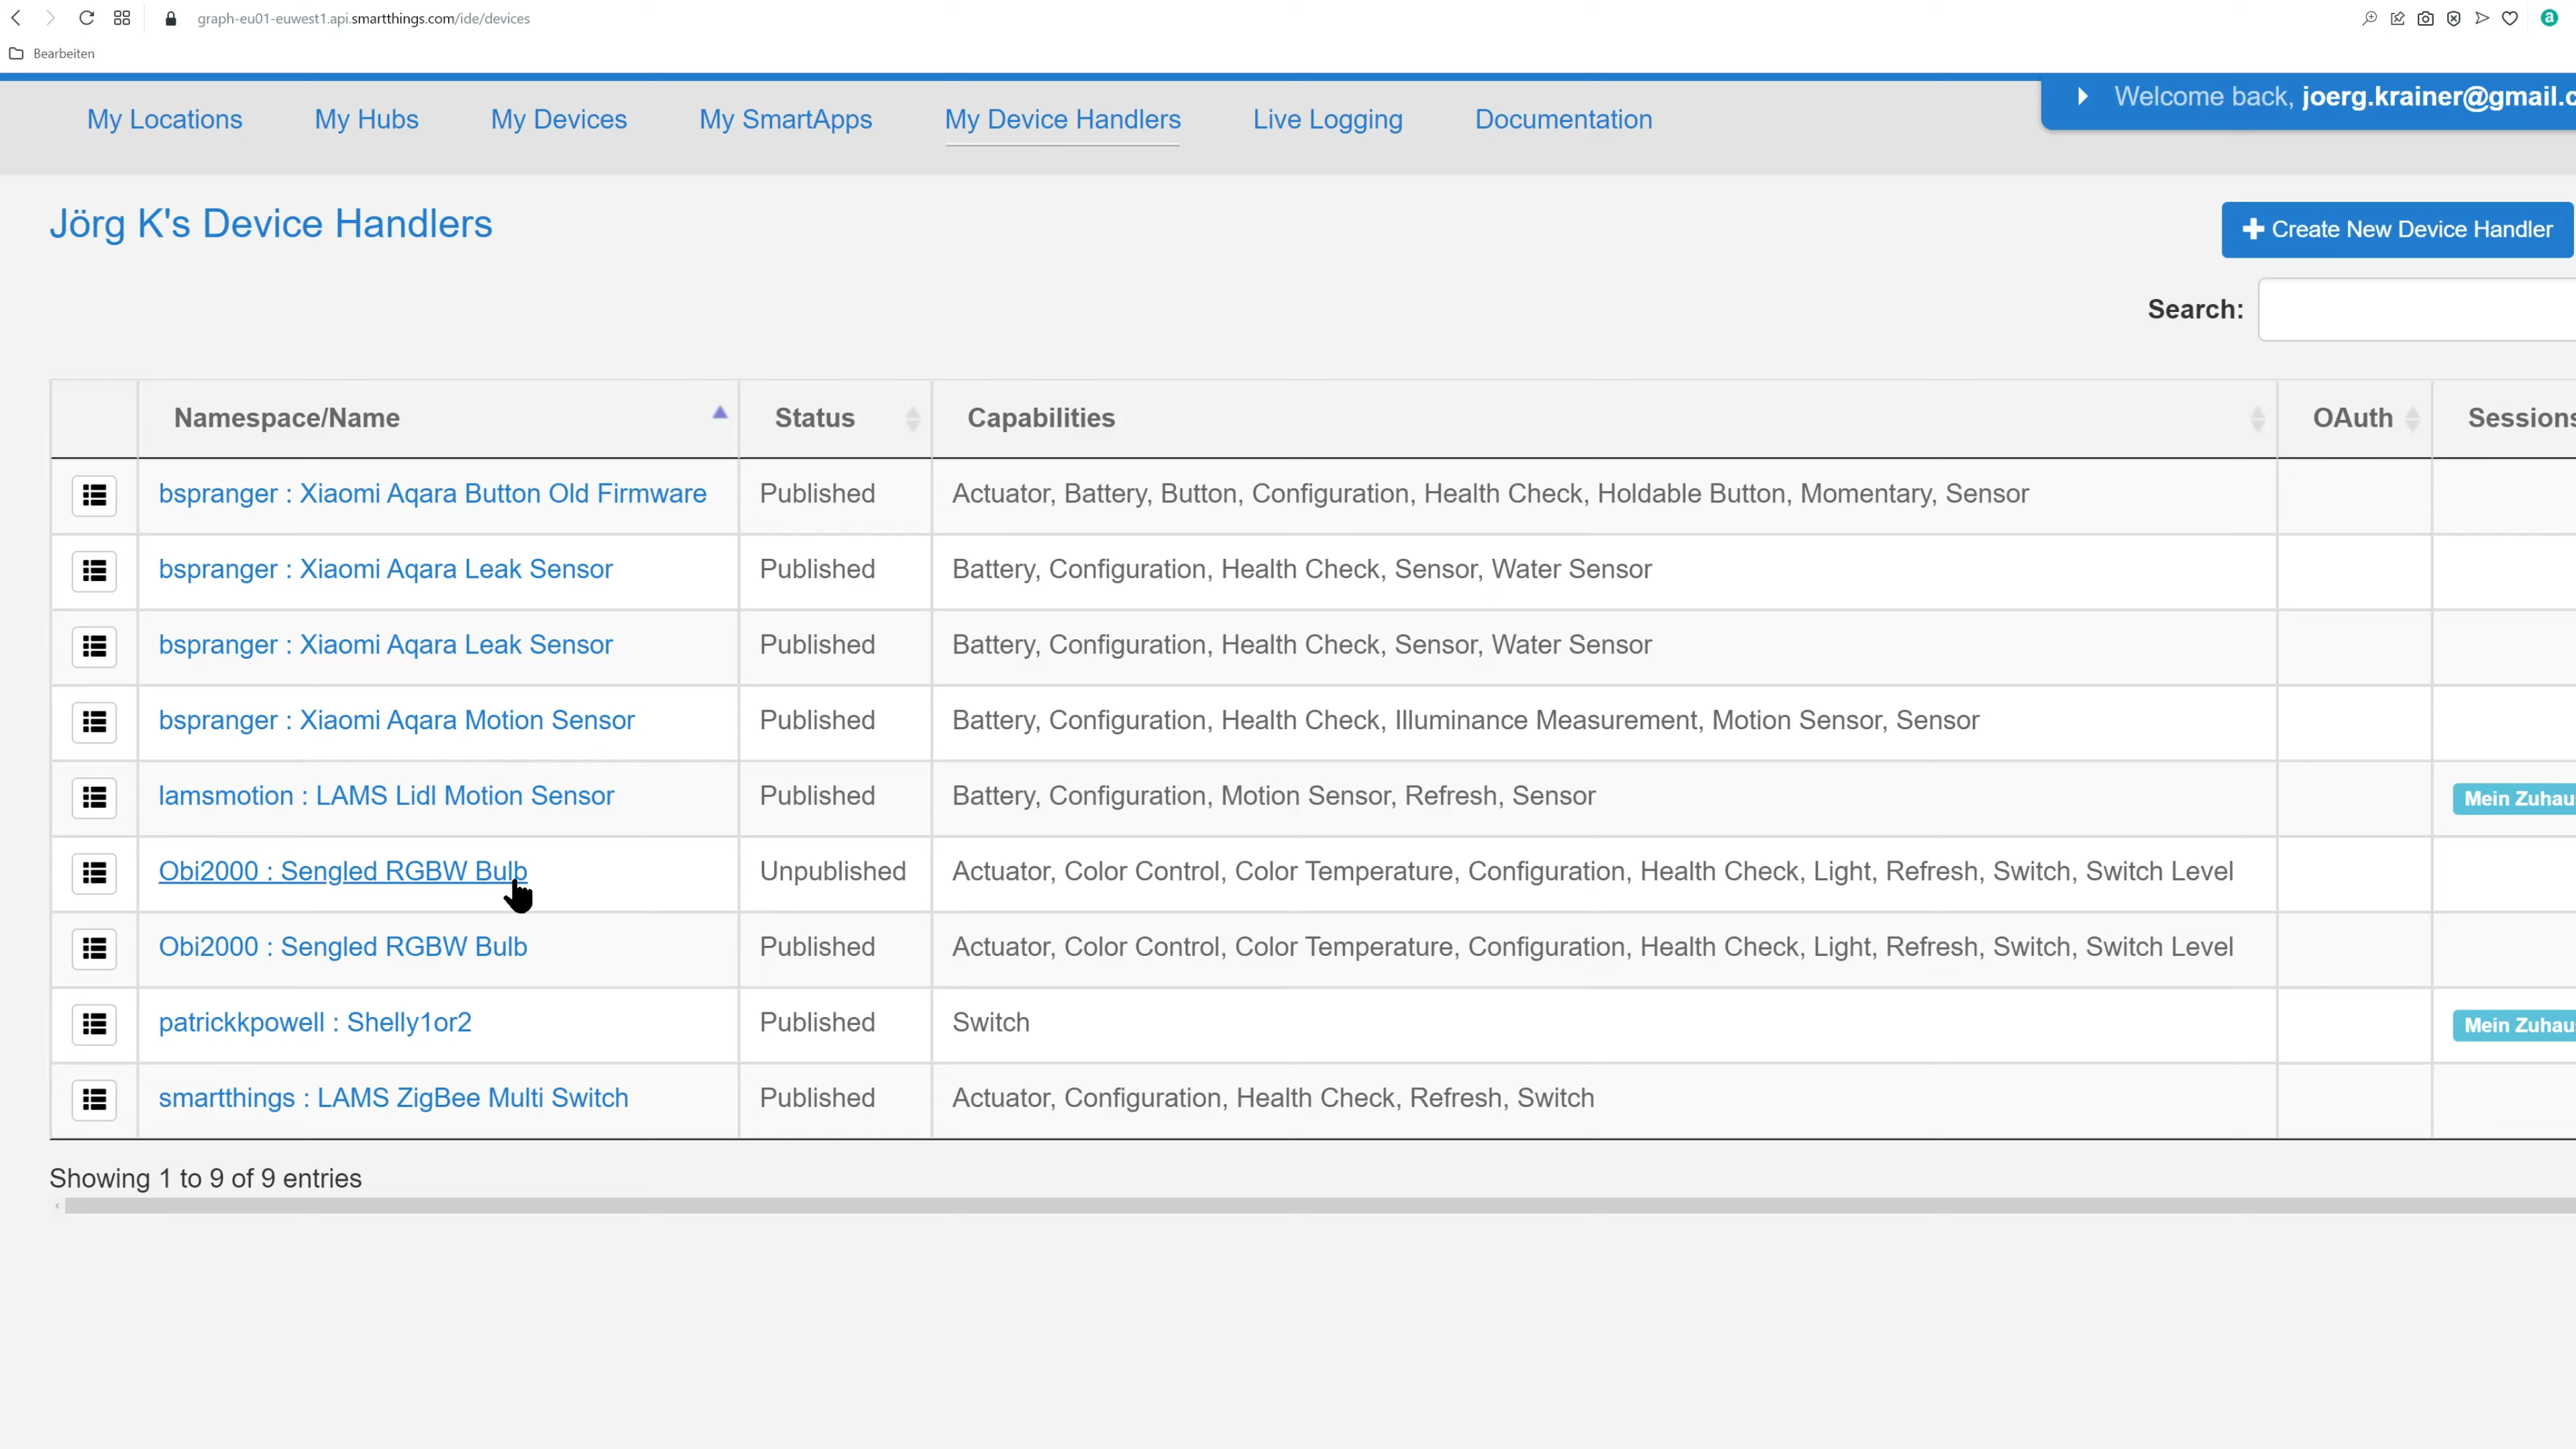 graph-eu01-euwest1.api.smartthings.com/ide/devices
Bearbeiten
Welcome back, joerg.krainer@gmail.c
My Locations My Hubs My Devices My SmartApps My Device Handlers Live Logging Documentation
Jörg K's Device Handlers
Create New Device Handler
Search:
Namespace/Name Status Capabilities OAuth Sessions
bspranger : Xiaomi Aqara Button Old Firmware Published Actuator, Battery, Button, Configuration, Health Check, Holdable Button, Momentary, Sensor
bspranger : Xiaomi Aqara Leak Sensor Published Battery, Configuration, Health Check, Sensor, Water Sensor
bspranger : Xiaomi Aqara Leak Sensor Published Battery, Configuration, Health Check, Sensor, Water Sensor
bspranger : Xiaomi Aqara Motion Sensor Published Battery, Configuration, Health Check, Illuminance Measurement, Motion Sensor, Sensor
lamsmotion : LAMS Lidl Motion Sensor Published Battery, Configuration, Motion Sensor, Refresh, Sensor Mein Zuhau
Obi2000 : Sengled RGBW Bulb Unpublished Actuator, Color Control, Color Temperature, Configuration, Health Check, Light, Refresh, Switch, Switch Level
Obi2000 : Sengled RGBW Bulb Published Actuator, Color Control, Color Temperature, Configuration, Health Check, Light, Refresh, Switch, Switch Level
patrickkpowell : Shelly1or2 Published Switch Mein Zuhau
smartthings : LAMS ZigBee Multi Switch Published Actuator, Configuration, Health Check, Refresh, Switch
Showing 1 to 9 of 9 entries